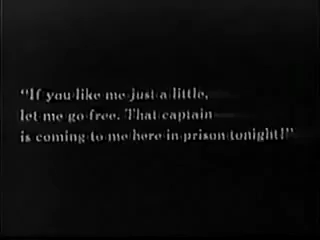 “If you like me just a little,
let me go free. That captain
is coming to me here in prison tonight!”